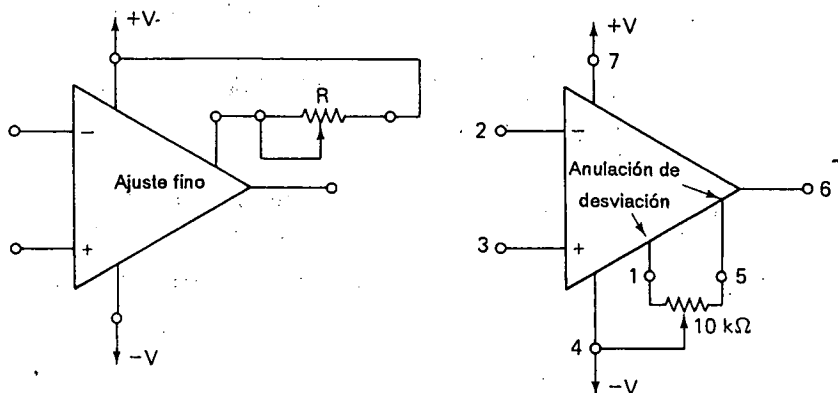 +V
R
−
Ajuste fino
+
−V
+V
7
2
−
Anulación de
desviación
6
3
+
1
5
10 kΩ
4
−V